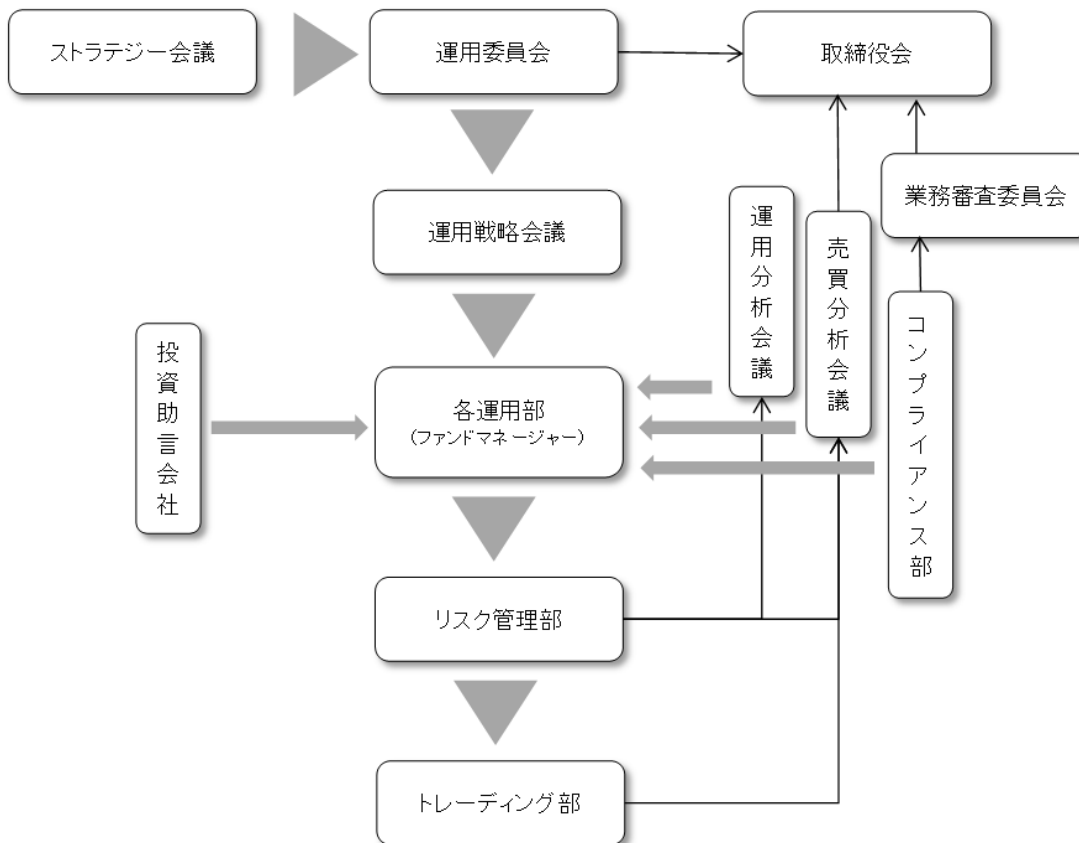 ストラテジー会議
運用委員会
取締役会
業務審査委員会
運用戦略会議
運用分析会議
売買分析会議
コンプライアンス部
投資助言会社
各運用部
(ファンドマネージャー)
リスク管理部
トレーディング部